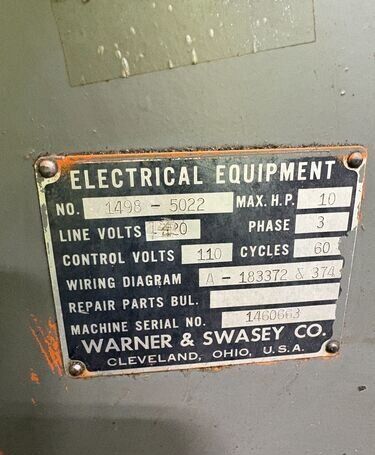 ELECTRICAL EQUIPMENT
NO. 1498 - 5022 MAX. H.P. 10
LINE VOLTS PHASE 3
CONTROL VOLTS 110 CYCLES 60
WIRING DIAGRAM A - 183372 & 374
REPAIR PARTS BUL.
MACHINE SERIAL NO. 1460663
WARNER & SWASEY CO.
CLEVELAND, OHIO, U.S.A.